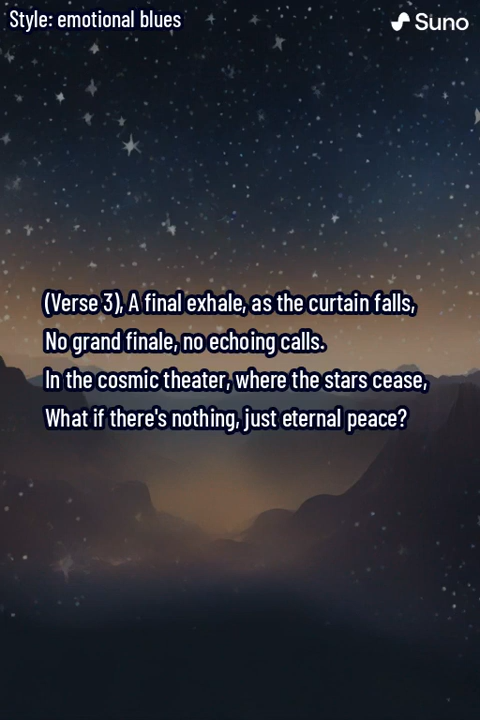 Style: emotional blues
Suno
(Verse 3), A final exhale, as the curtain falls,
No grand finale, no echoing calls.
In the cosmic theater, where the stars cease,
What if there's nothing, just eternal peace?